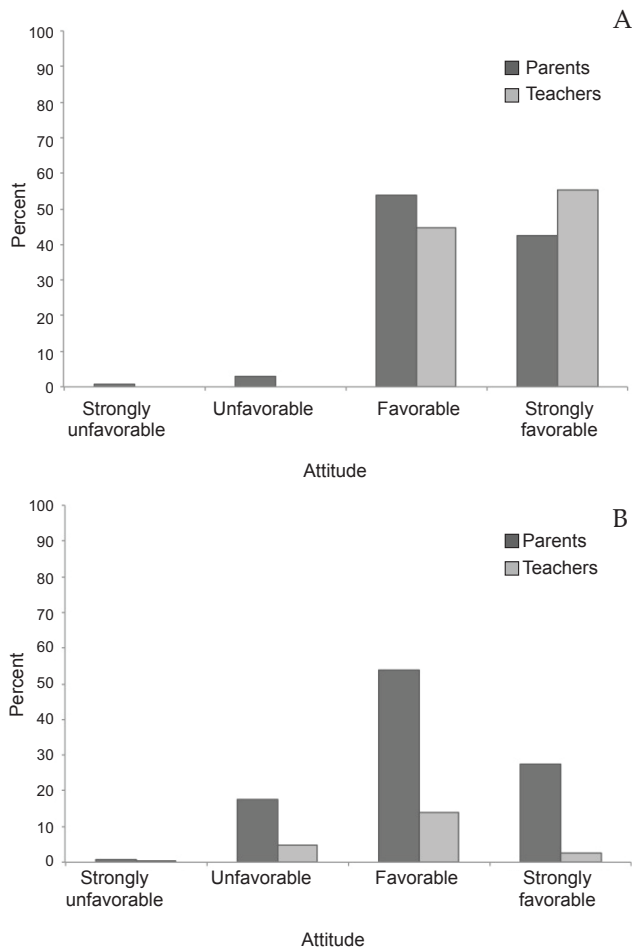 A
100
90
80
70
60
50
40
30
20
10
0
Percent
Parents
Teachers
Strongly
unfavorable
Unfavorable
Favorable
Strongly
favorable
Attitude
B
100
90
80
70
60
50
40
30
20
10
0
Percent
Parents
Teachers
Strongly
unfavorable
Unfavorable
Favorable
Strongly
favorable
Attitude